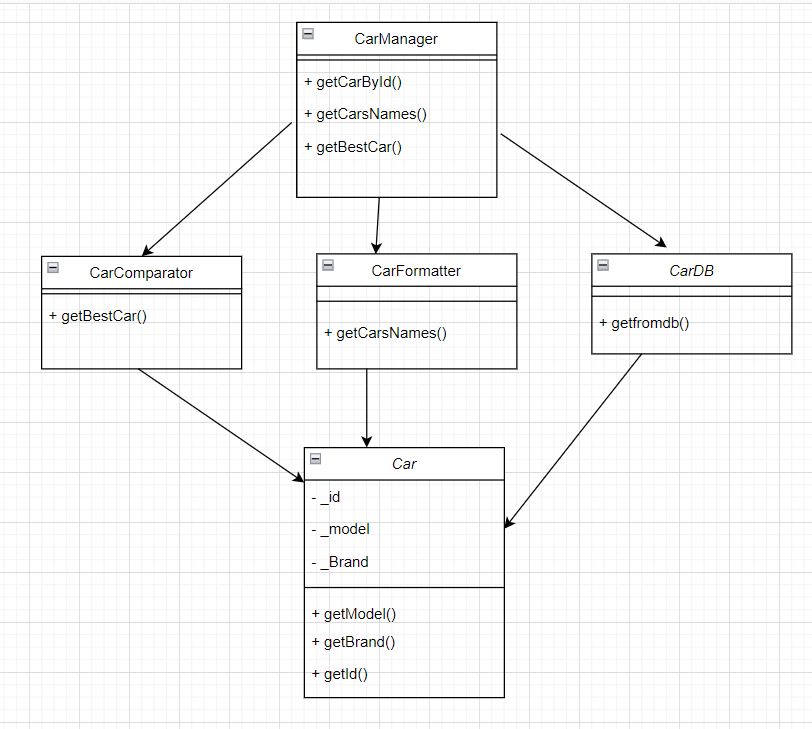 CarManager
+ getCarById()
+ getCarsNames()
+ getBestCar()
CarComparator
+ getBestCar()
CarFormatter
+ getCarsNames()
CarDB
+ getfromdb()
Car
- _id
- _model
- _Brand
+ getModel()
+ getBrand()
+ getId()